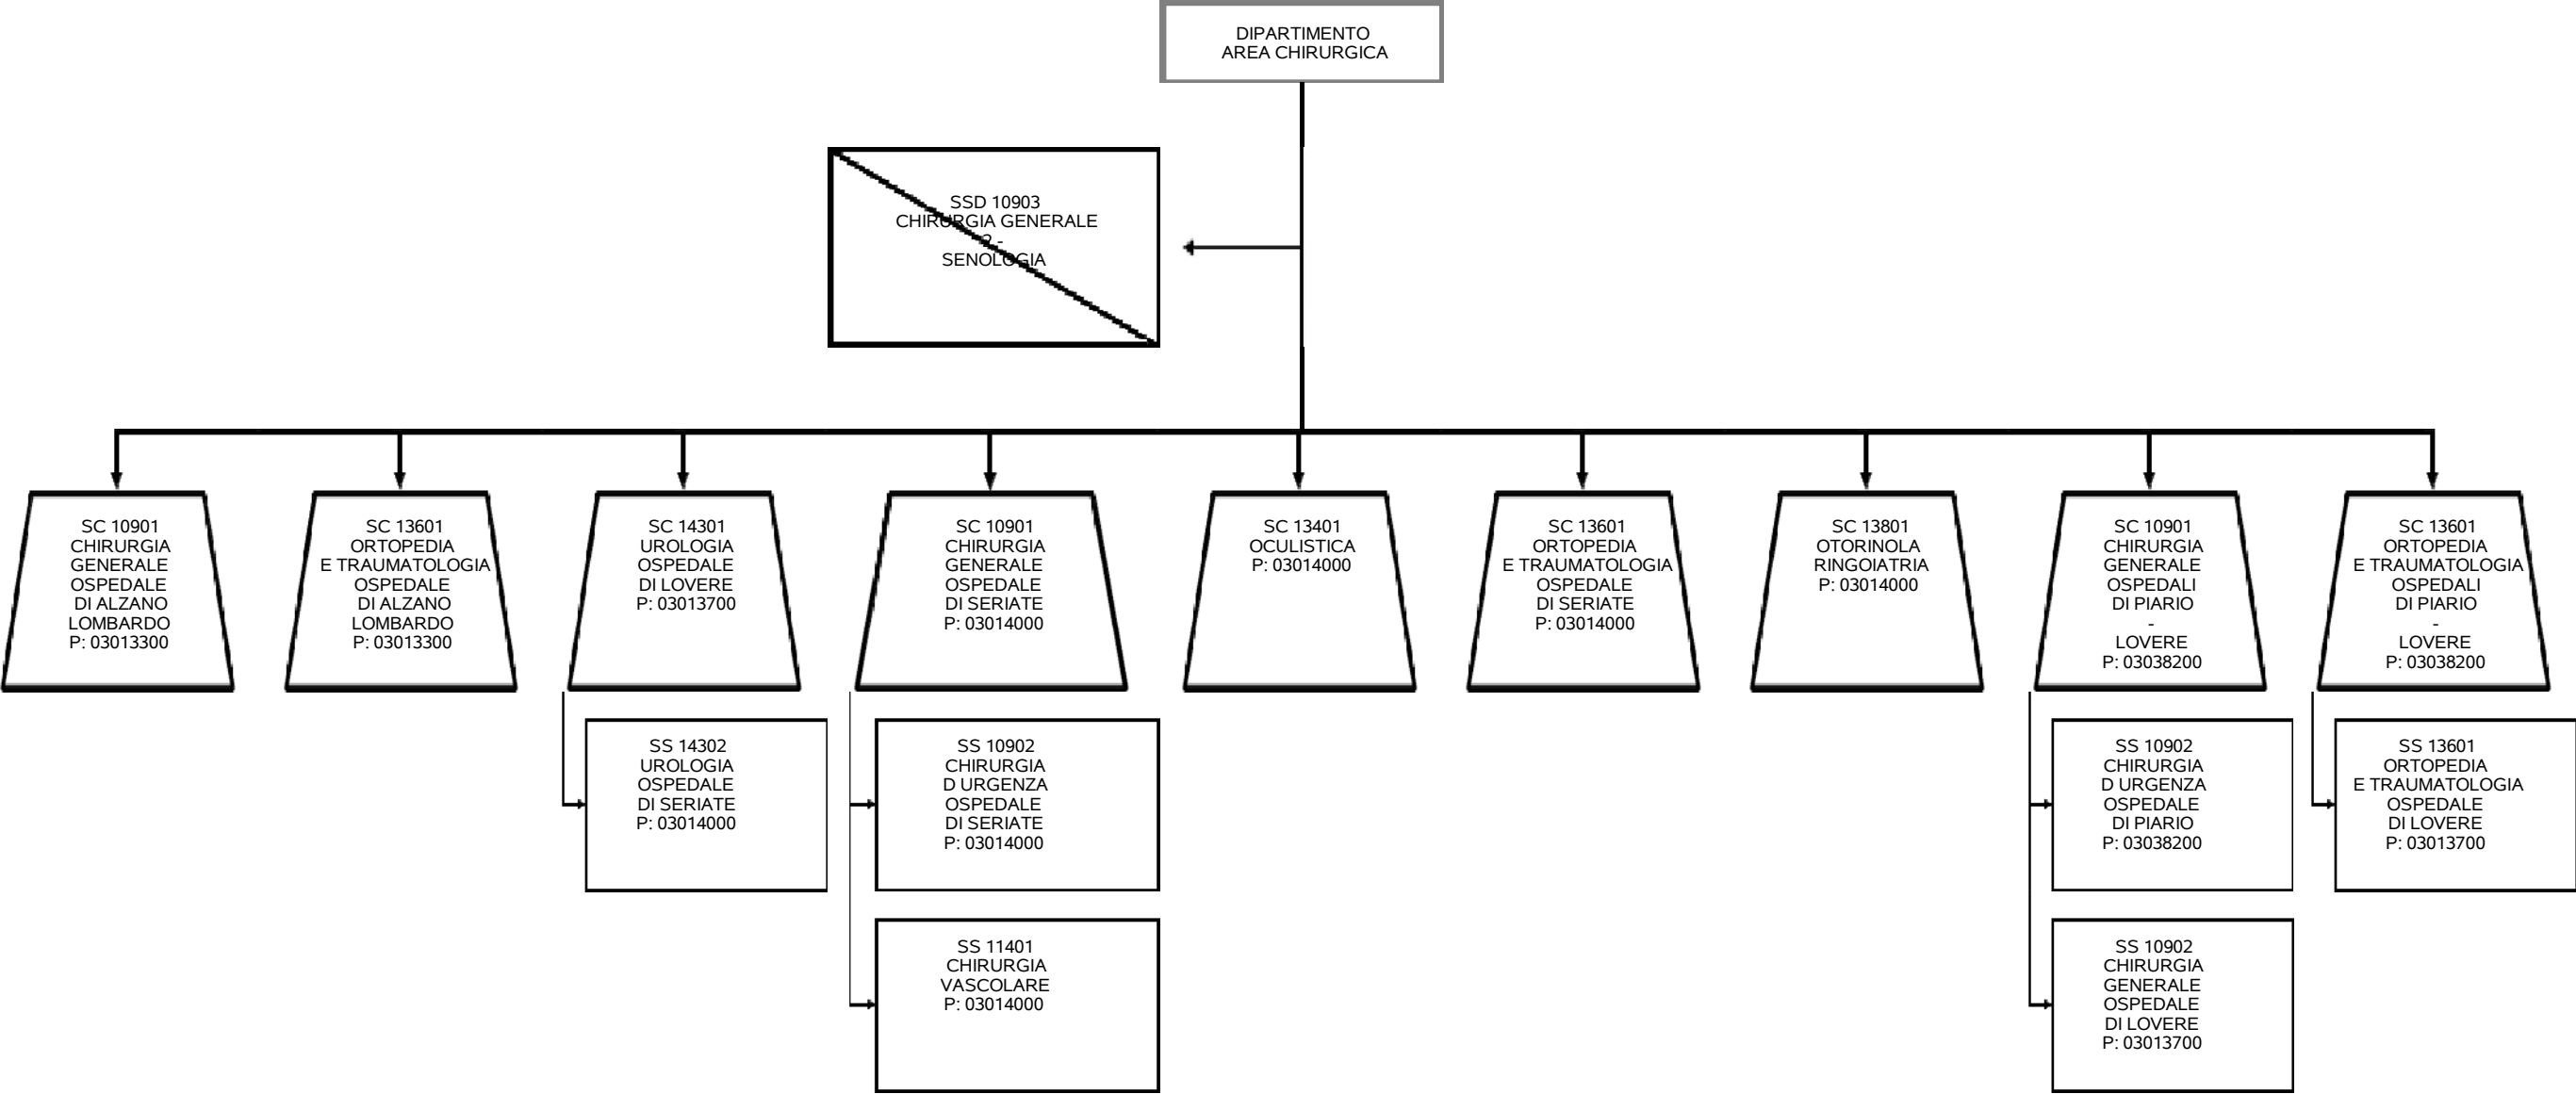 DIPARTIMENTO
AREA CHIRURGICA
SSD 10903
CHIRURGIA GENERALE
2 -
SENOLOGIA
SC 10901
CHIRURGIA
GENERALE
OSPEDALE
DI ALZANO
LOMBARDO
P: 03013300
SC 13601
ORTOPEDIA
E TRAUMATOLOGIA
OSPEDALE
DI ALZANO
LOMBARDO
P: 03013300
SC 14301
UROLOGIA
OSPEDALE
DI LOVERE
P: 03013700
SC 10901
CHIRURGIA
GENERALE
OSPEDALE
DI SERIATE
P: 03014000
SC 13401
OCULISTICA
P: 03014000
SC 13601
ORTOPEDIA
E TRAUMATOLOGIA
OSPEDALE
DI SERIATE
P: 03014000
SC 13801
OTORINOLA
RINGOIATRIA
P: 03014000
SC 10901
CHIRURGIA
GENERALE
OSPEDALI
DI PIARIO
-
LOVERE
P: 03038200
SC 13601
ORTOPEDIA
E TRAUMATOLOGIA
OSPEDALI
DI PIARIO
-
LOVERE
P: 03038200
SS 14302
UROLOGIA
OSPEDALE
DI SERIATE
P: 03014000
SS 10902
CHIRURGIA
D URGENZA
OSPEDALE
DI SERIATE
P: 03014000
SS 10902
CHIRURGIA
D URGENZA
OSPEDALE
DI PIARIO
P: 03038200
SS 13601
ORTOPEDIA
E TRAUMATOLOGIA
OSPEDALE
DI LOVERE
P: 03013700
SS 11401
CHIRURGIA
VASCOLARE
P: 03014000
SS 10902
CHIRURGIA
GENERALE
OSPEDALE
DI LOVERE
P: 03013700